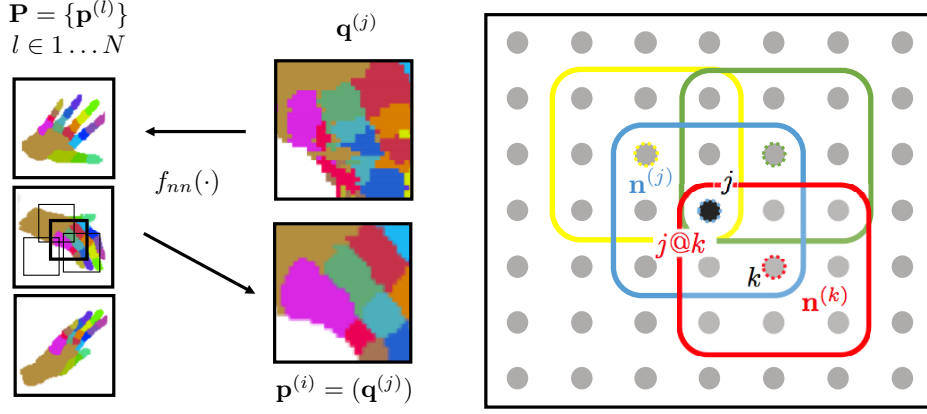 𝐏 = {𝐩^(l)}
l ∈ 1 … N
𝐪^(j)
f_nn(·)
𝐩^(i) = (𝐪^(j))
𝐧^(j)
j
j@k
k
𝐧^(k)